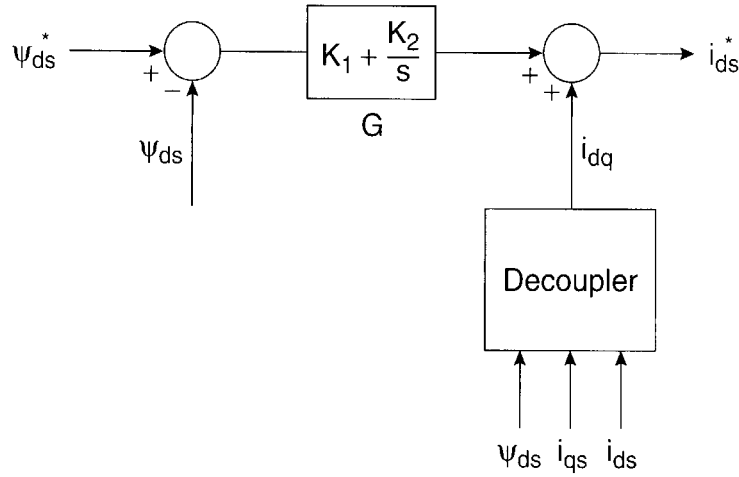 ψds*
+
−
ψds
K1 + K2/s
G
+
+
ids*
idq
Decoupler
ψds iqs ids